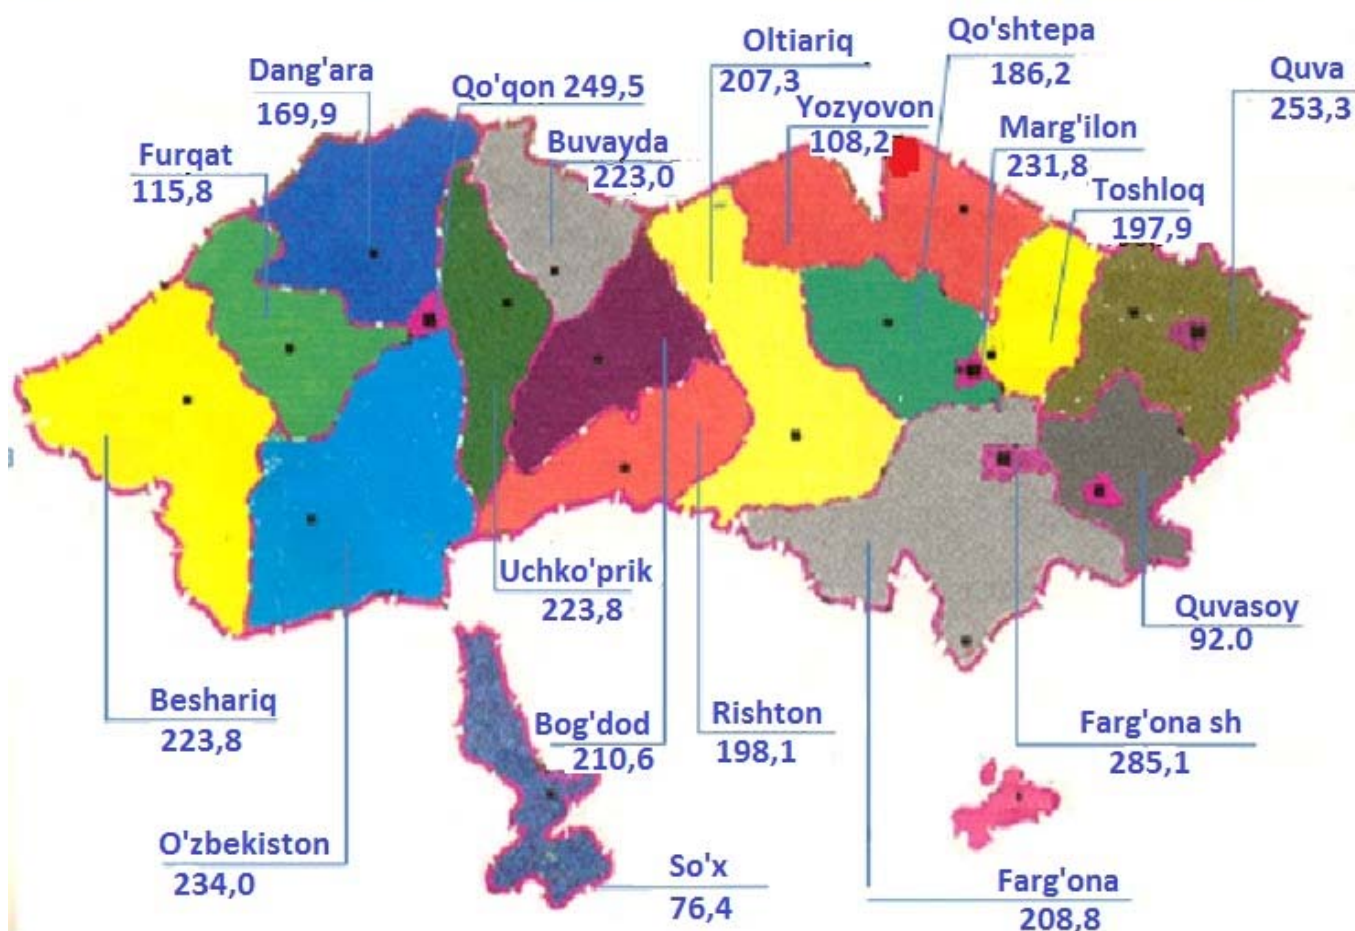 Dang'ara
169,9
Qo'qon 249,5
Oltiariq
207,3
Qo'shtepa
186,2
Quva
253,3
Furqat
115,8
Buvayda
223,0
Yozyovon
108,2
Marg'ilon
231,8
Toshloq
197,9
Uchko'prik
223,8
Quvasoy
92.0
Beshariq
223,8
Bog'dod
210,6
Rishton
198,1
Farg'ona sh
285,1
O'zbekiston
234,0
So'x
76,4
Farg'ona
208,8